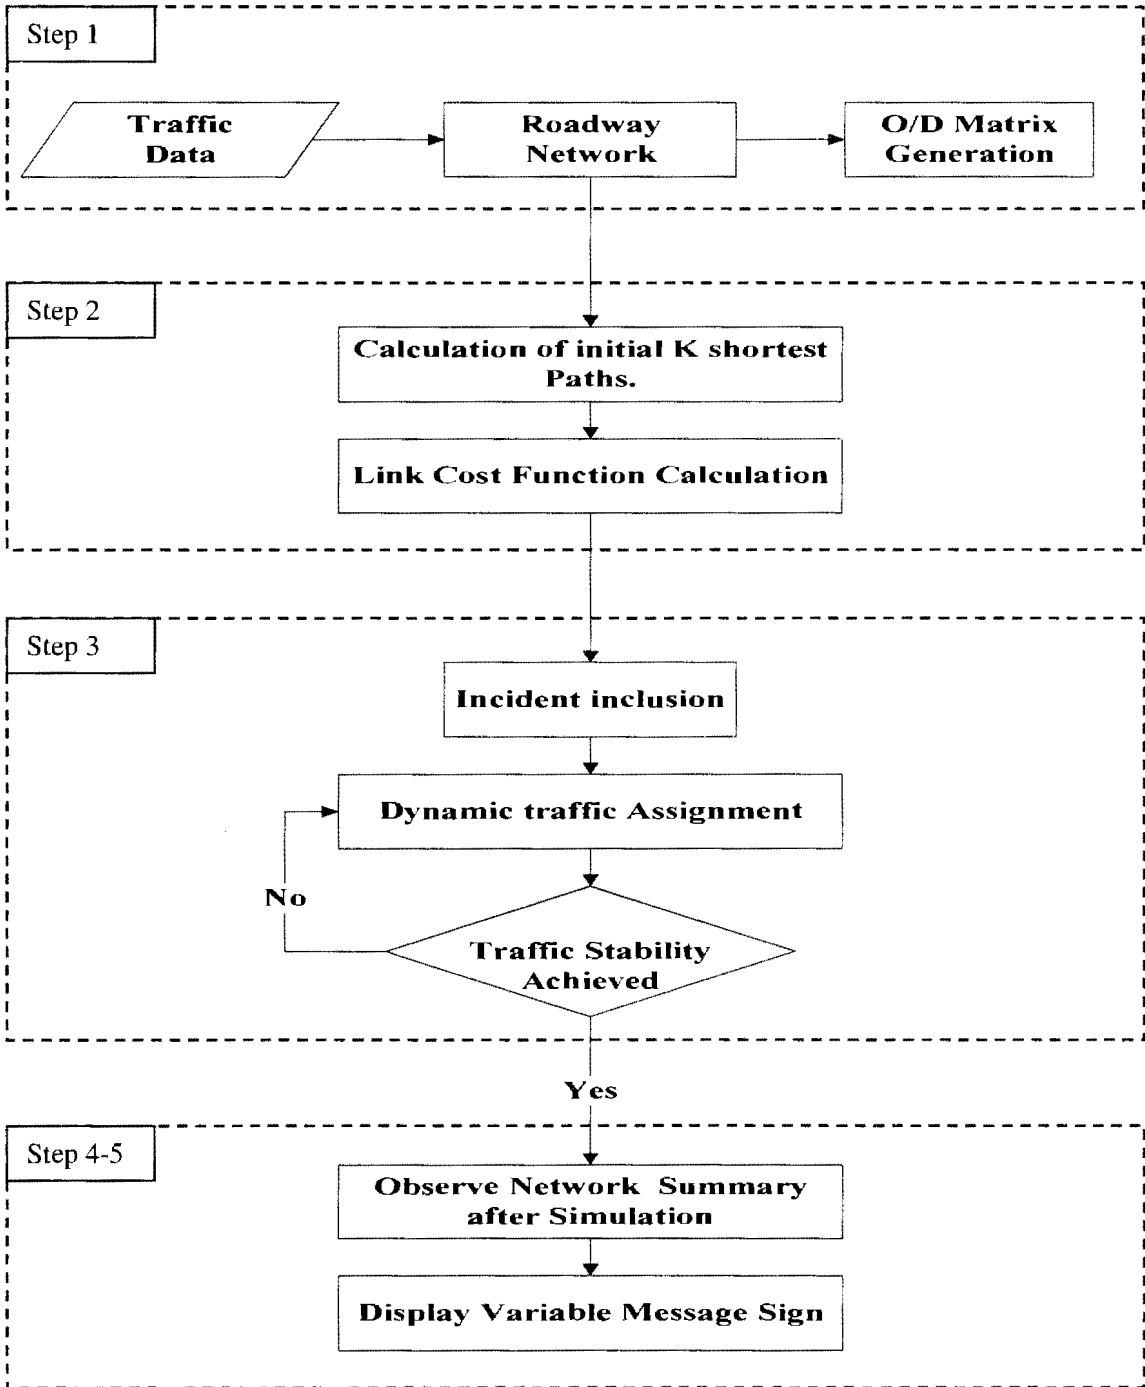 Step 1
Traffic
Data
Roadway
Network
O/D Matrix
Generation
Step 2
Calculation of initial K shortest
Paths.
Link Cost Function Calculation
Step 3
Incident inclusion
Dynamic traffic Assignment
No
Traffic Stability
Achieved
Yes
Step 4-5
Observe Network Summary
after Simulation
Display Variable Message Sign